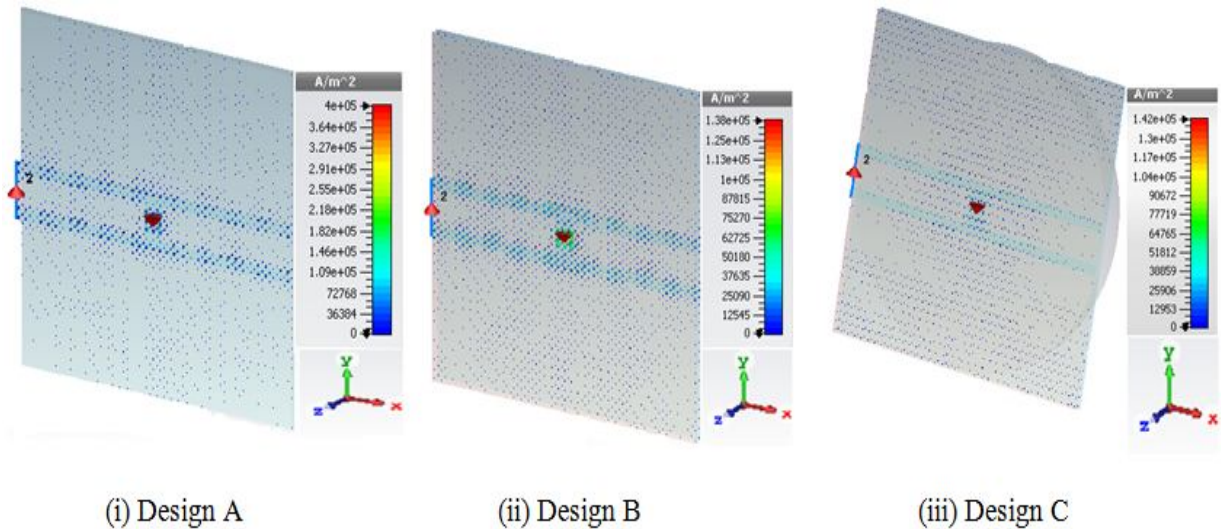 A/m^2
4e+05
3.64e+05
3.27e+05
2.91e+05
2.55e+05
2.18e+05
1.82e+05
1.46e+05
1.09e+05
72768
36384
0
2
y
z
x
A/m^2
1.38e+05
1.25e+05
1.13e+05
1e+05
87815
75270
62725
50180
37635
25090
12545
0
2
y
z
x
A/m^2
1.42e+05
1.3e+05
1.17e+05
1.04e+05
90672
77719
64765
51812
38859
25906
12953
0
2
y
z
x
(i) Design A
(ii) Design B
(iii) Design C